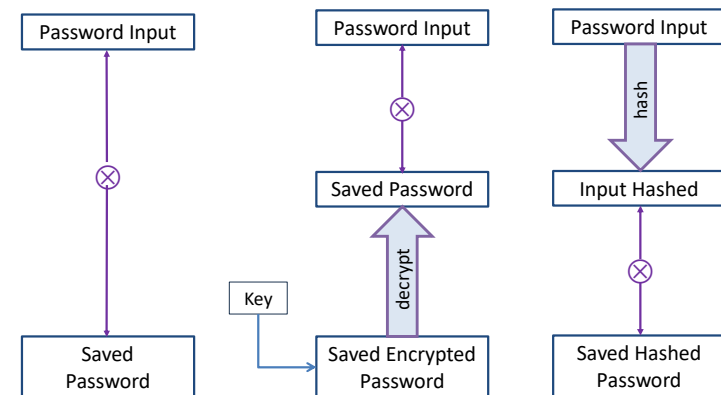 Password Input
Saved
Password
Password Input
Saved Password
decrypt
Key
Saved Encrypted
Password
Password Input
hash
Input Hashed
Saved Hashed
Password